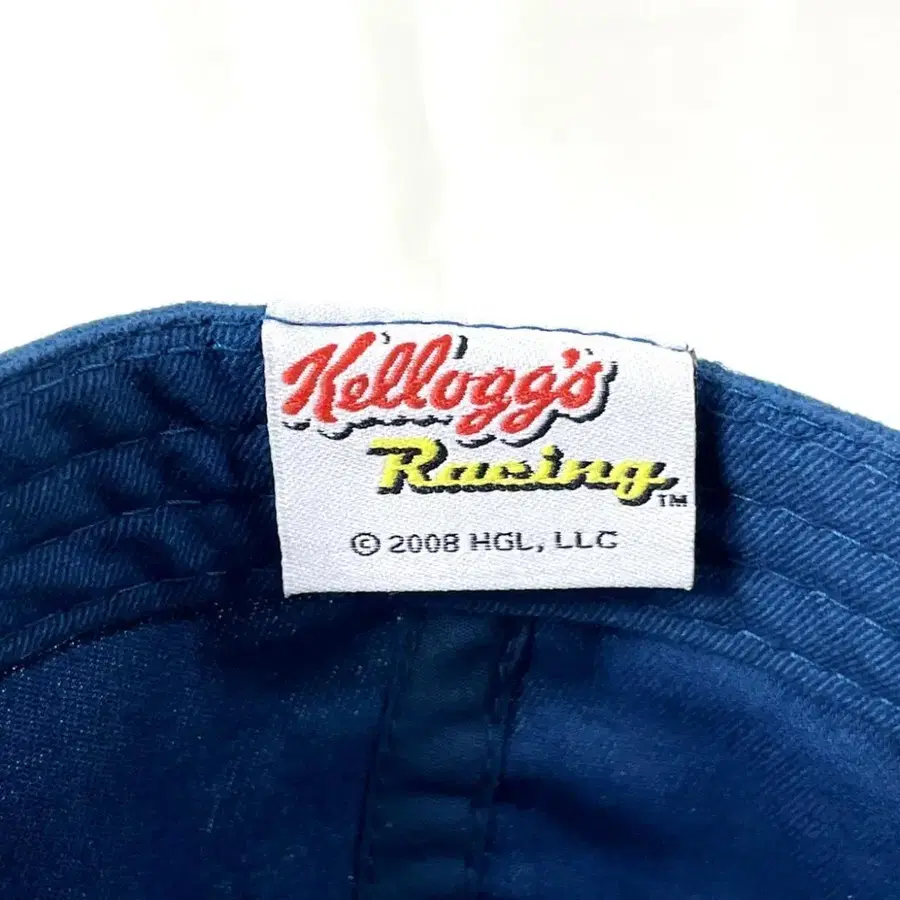 Kellogg's
Racing™
© 2008 HGL, LLC